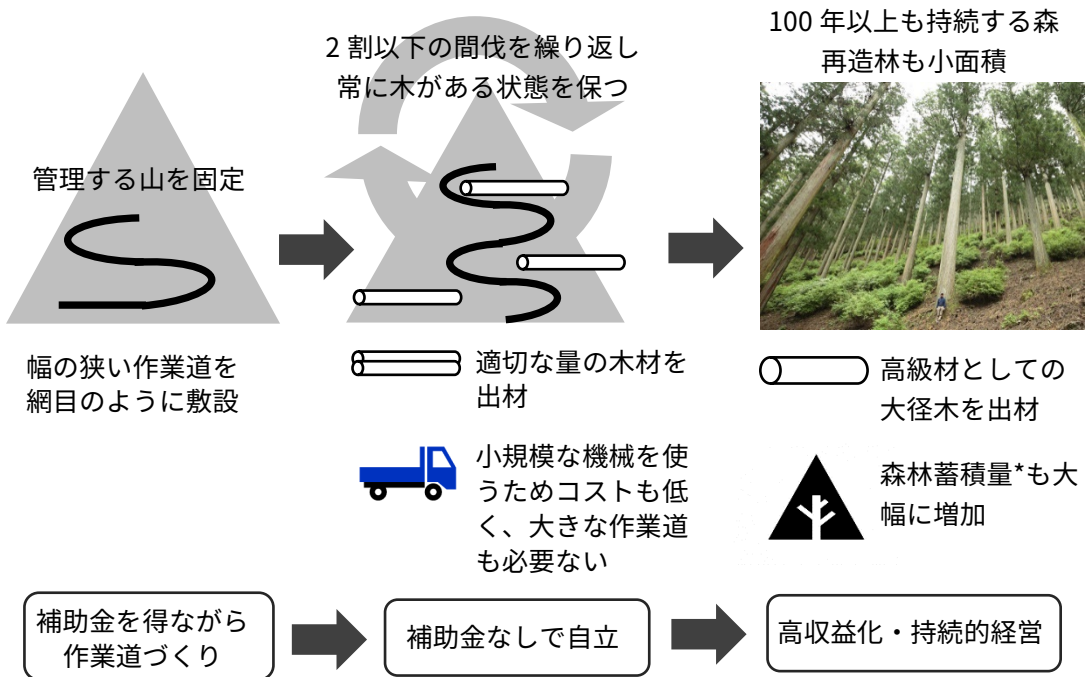 管理する山を固定
幅の狭い作業道を
網目のように敷設
2 割以下の間伐を繰り返し
常に木がある状態を保つ
適切な量の木材を
出材
小規模な機械を使
うためコストも低
く、大きな作業道
も必要ない
100 年以上も持続する森
再造林も小面積
高級材としての
大径木を出材
森林蓄積量*も大
幅に増加
補助金を得ながら
作業道づくり
補助金なしで自立
高収益化・持続的経営